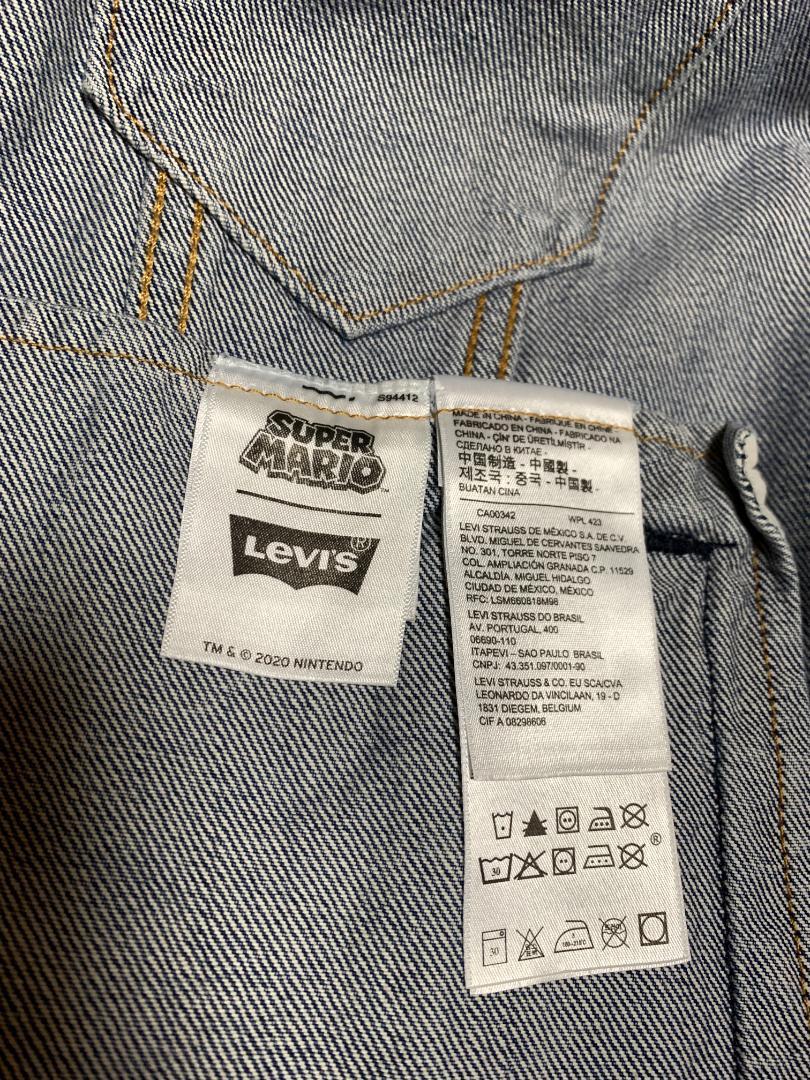 S94412
SUPER
MARIO™
Levi's®
TM & © 2020 NINTENDO
MADE IN CHINA - FABRIQUÉ EN CHINE -
FABRICADO EN CHINA - FABRICADO NA
CHINA - ÇİN' DE ÜRETİLMİŞTİR -
СДЕЛАНО В КИТАЕ -
中国制造 - 中國製 -
제조국 : 중국 - 中国製 -
BUATAN CINA
CA00342 WPL 423
LEVI STRAUSS DE MÉXICO S.A. DE C.V.
BLVD. MIGUEL DE CERVANTES SAAVEDRA
NO. 301, TORRE NORTE PISO 7
COL. AMPLIACIÓN GRANADA C.P. 11529
ALCALDÍA. MIGUEL HIDALGO
CIUDAD DE MÉXICO, MÉXICO
RFC: LSM660818M98
LEVI STRAUSS DO BRASIL
AV. PORTUGAL, 400
06690-110
ITAPEVI – SAO PAULO BRASIL
CNPJ: 43.351.097/0001-90
LEVI STRAUSS & CO. EU SCA/CVA
LEONARDO DA VINCILAAN, 19 - D
1831 DIEGEM, BELGIUM
CIF A 08298606
®
30
30